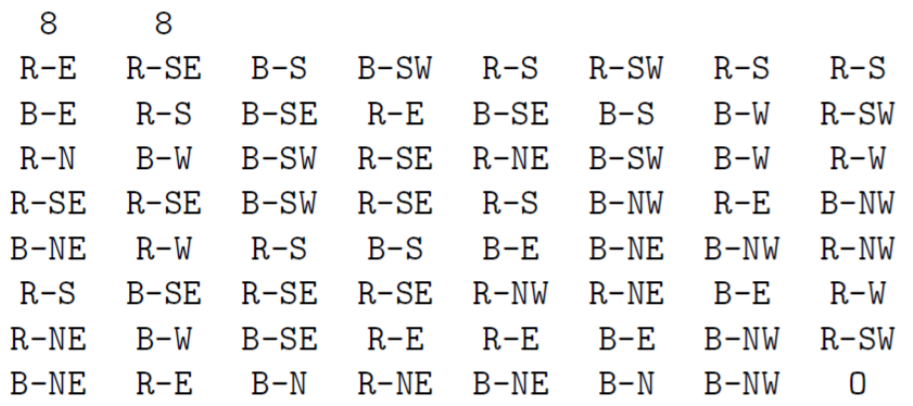 8 8
R-E R-SE B-S B-SW R-S R-SW R-S R-S
B-E R-S B-SE R-E B-SE B-S B-W R-SW
R-N B-W B-SW R-SE R-NE B-SW B-W R-W
R-SE R-SE B-SW R-SE R-S B-NW R-E B-NW
B-NE R-W R-S B-S B-E B-NE B-NW R-NW
R-S B-SE R-SE R-SE R-NW R-NE B-E R-W
R-NE B-W B-SE R-E R-E B-E B-NW R-SW
B-NE R-E B-N R-NE B-NE B-N B-NW O